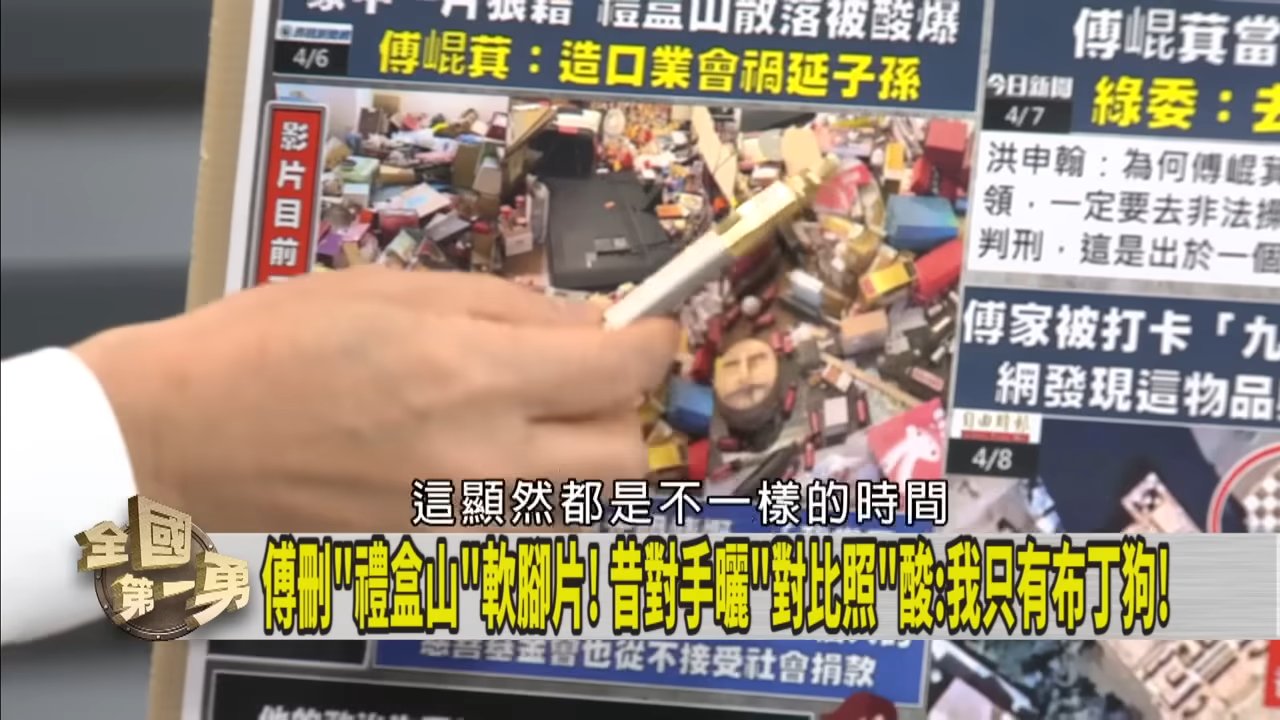 禮盒山散落被酸爆
4/6
傅崐萁：造口業會禍延子孫
影片目前
傅崐萁當
今日新聞
4/7
綠委：去
洪申翰：為何傅崐萁
領，一定要去非法操
判刑，這是出於一個
傅家被打卡「九
網發現這物品
自由時報
4/8
這顯然都是不一樣的時間
全國第一勇
傅刪"禮盒山"軟腳片！昔對手曬"對比照"酸：我只有布丁狗！
慈善基金會也從不接受社會捐款